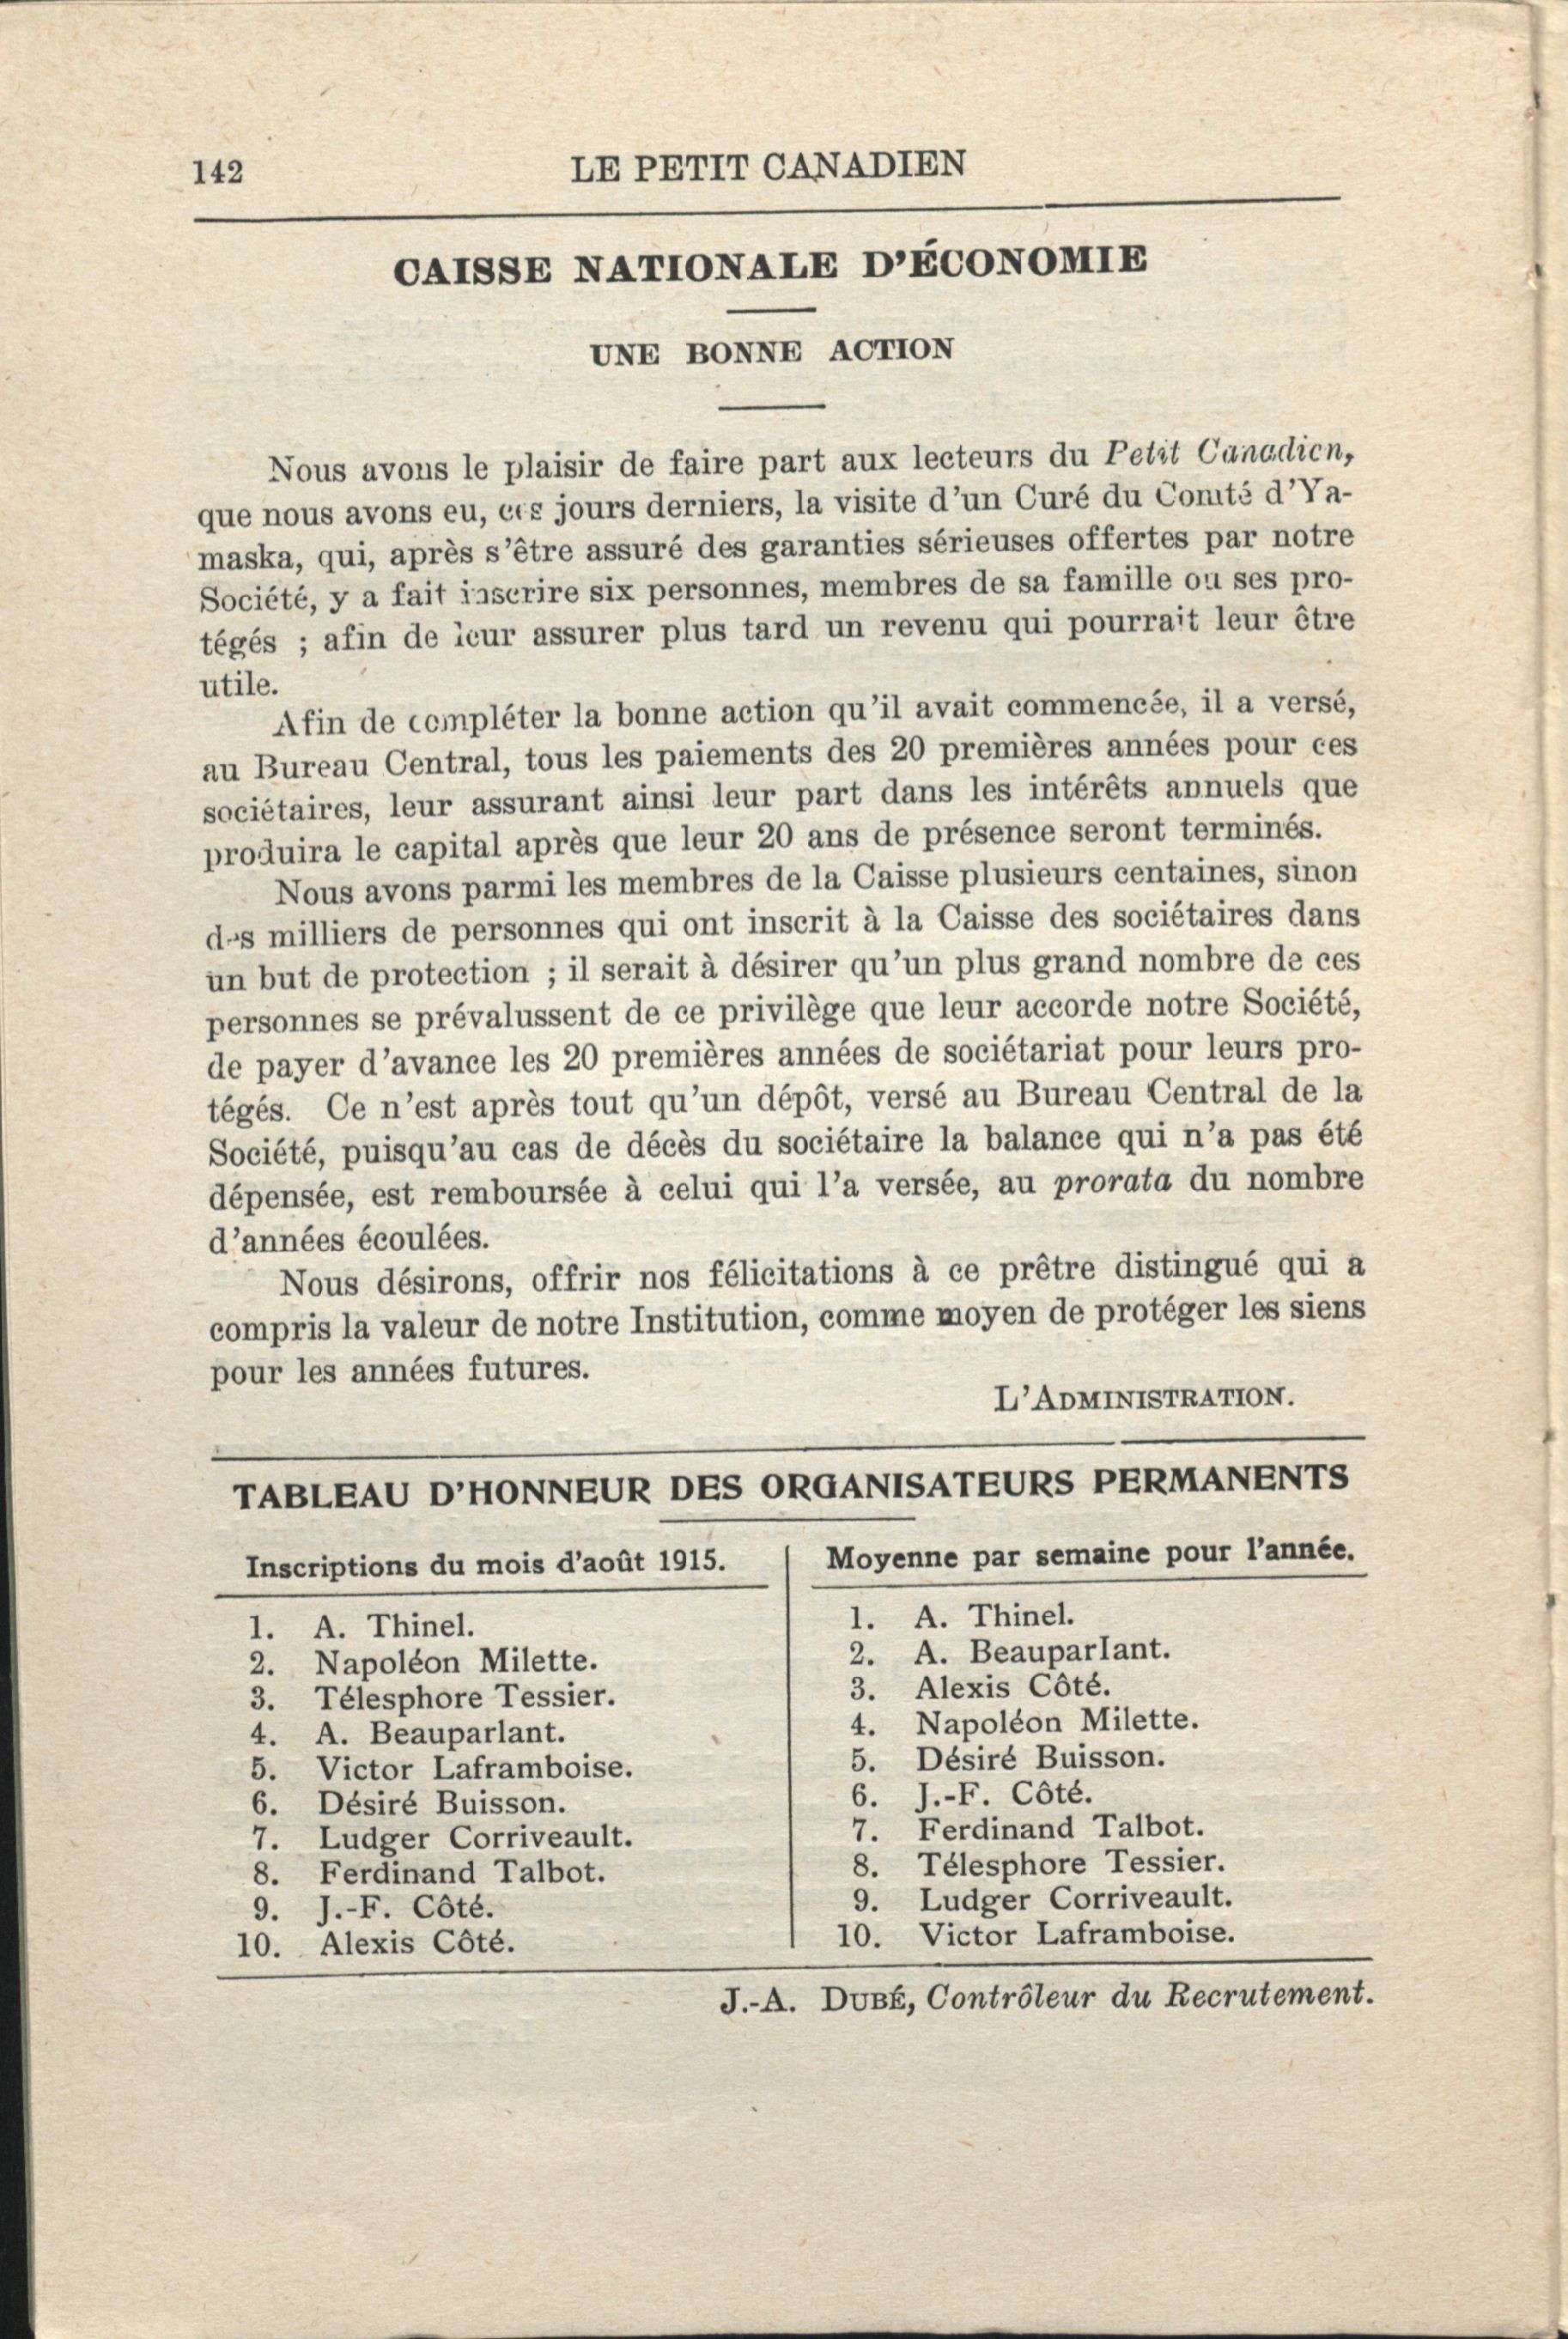 142 LE PETIT CANADIEN
CAISSE NATIONALE D'ÉCONOMIE
UNE BONNE ACTION
Nous avons le plaisir de faire part aux lecteurs du Petit Canadien,
que nous avons eu, ces jours derniers, la visite d'un Curé du Comté d'Ya-
maska, qui, après s'être assuré des garanties sérieuses offertes par notre
Société, y a fait inscrire six personnes, membres de sa famille ou ses pro-
tégés ; afin de leur assurer plus tard un revenu qui pourrait leur être
utile.
Afin de compléter la bonne action qu'il avait commencée, il a versé,
au Bureau Central, tous les paiements des 20 premières années pour ces
sociétaires, leur assurant ainsi leur part dans les intérêts annuels que
produira le capital après que leur 20 ans de présence seront terminés.
Nous avons parmi les membres de la Caisse plusieurs centaines, sinon
des milliers de personnes qui ont inscrit à la Caisse des sociétaires dans
un but de protection ; il serait à désirer qu'un plus grand nombre de ces
personnes se prévalussent de ce privilège que leur accorde notre Société,
de payer d'avance les 20 premières années de sociétariat pour leurs pro-
tégés. Ce n'est après tout qu'un dépôt, versé au Bureau Central de la
Société, puisqu'au cas de décès du sociétaire la balance qui n'a pas été
dépensée, est remboursée à celui qui l'a versée, au prorata du nombre
d'années écoulées.
Nous désirons, offrir nos félicitations à ce prêtre distingué qui a
compris la valeur de notre Institution, comme moyen de protéger les siens
pour les années futures.
L'ADMINISTRATION.
TABLEAU D'HONNEUR DES ORGANISATEURS PERMANENTS
Inscriptions du mois d'août 1915.
1. A. Thinel.
2. Napoléon Milette.
3. Télesphore Tessier.
4. A. Beauparlant.
5. Victor Laframboise.
6. Désiré Buisson.
7. Ludger Corriveault.
8. Ferdinand Talbot.
9. J.-F. Côté.
10. Alexis Côté.
Moyenne par semaine pour l'année.
1. A. Thinel.
2. A. Beauparlant.
3. Alexis Côté.
4. Napoléon Milette.
5. Désiré Buisson.
6. J.-F. Côté.
7. Ferdinand Talbot.
8. Télesphore Tessier.
9. Ludger Corriveault.
10. Victor Laframboise.
J.-A. DUBÉ, Contrôleur du Recrutement.